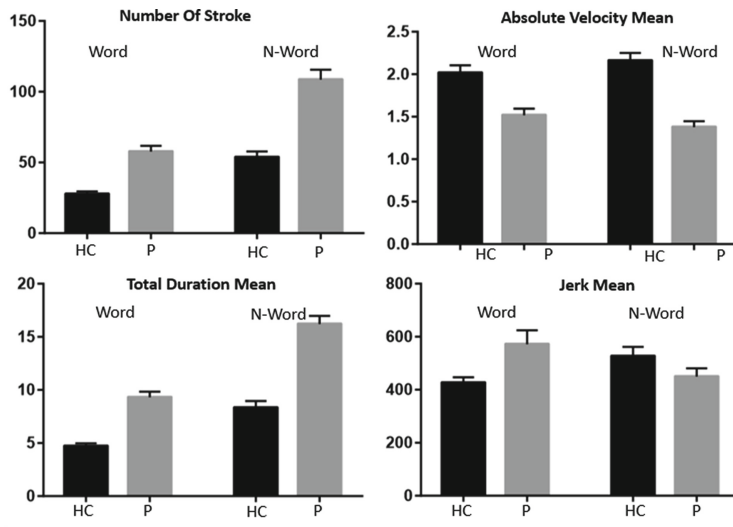 Number Of Stroke
150
Word
N-Word
100
50
0
HC
P
HC
P
Absolute Velocity Mean
2.5
Word
N-Word
2.0
1.5
1.0
0.5
0.0
HC
P
HC
P
Total Duration Mean
20
Word
N-Word
15
10
5
0
HC
P
HC
P
Jerk Mean
800
Word
N-Word
600
400
200
0
HC
P
HC
P